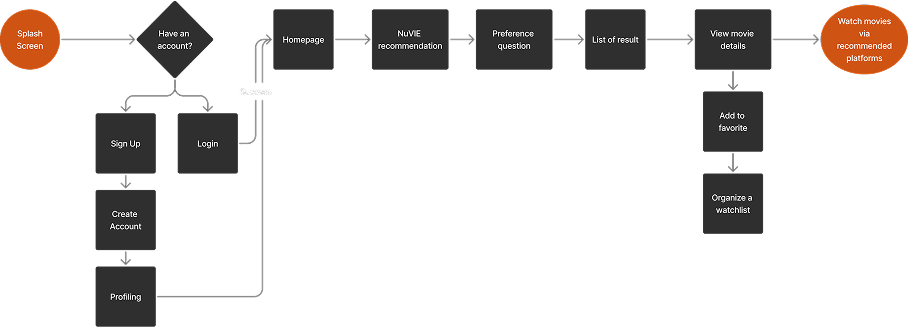 Splash
Screen
Have an
account?
Homepage
NuVIE
recommendation
Preference
question
List of result
View movie
details
Watch movies
via
recommended
platforms
Sign Up
Login
Add to
favorite
Create
Account
Organize a
watchlist
Profiling